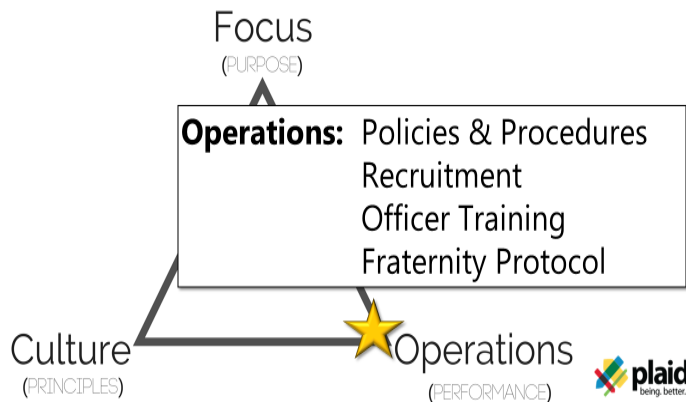 Focus
(PURPOSE)
Operations: Policies & Procedures
Recruitment
Officer Training
Fraternity Protocol
Culture
(PRINCIPLES)
Operations
(PERFORMANCE)
plaid
being. better.